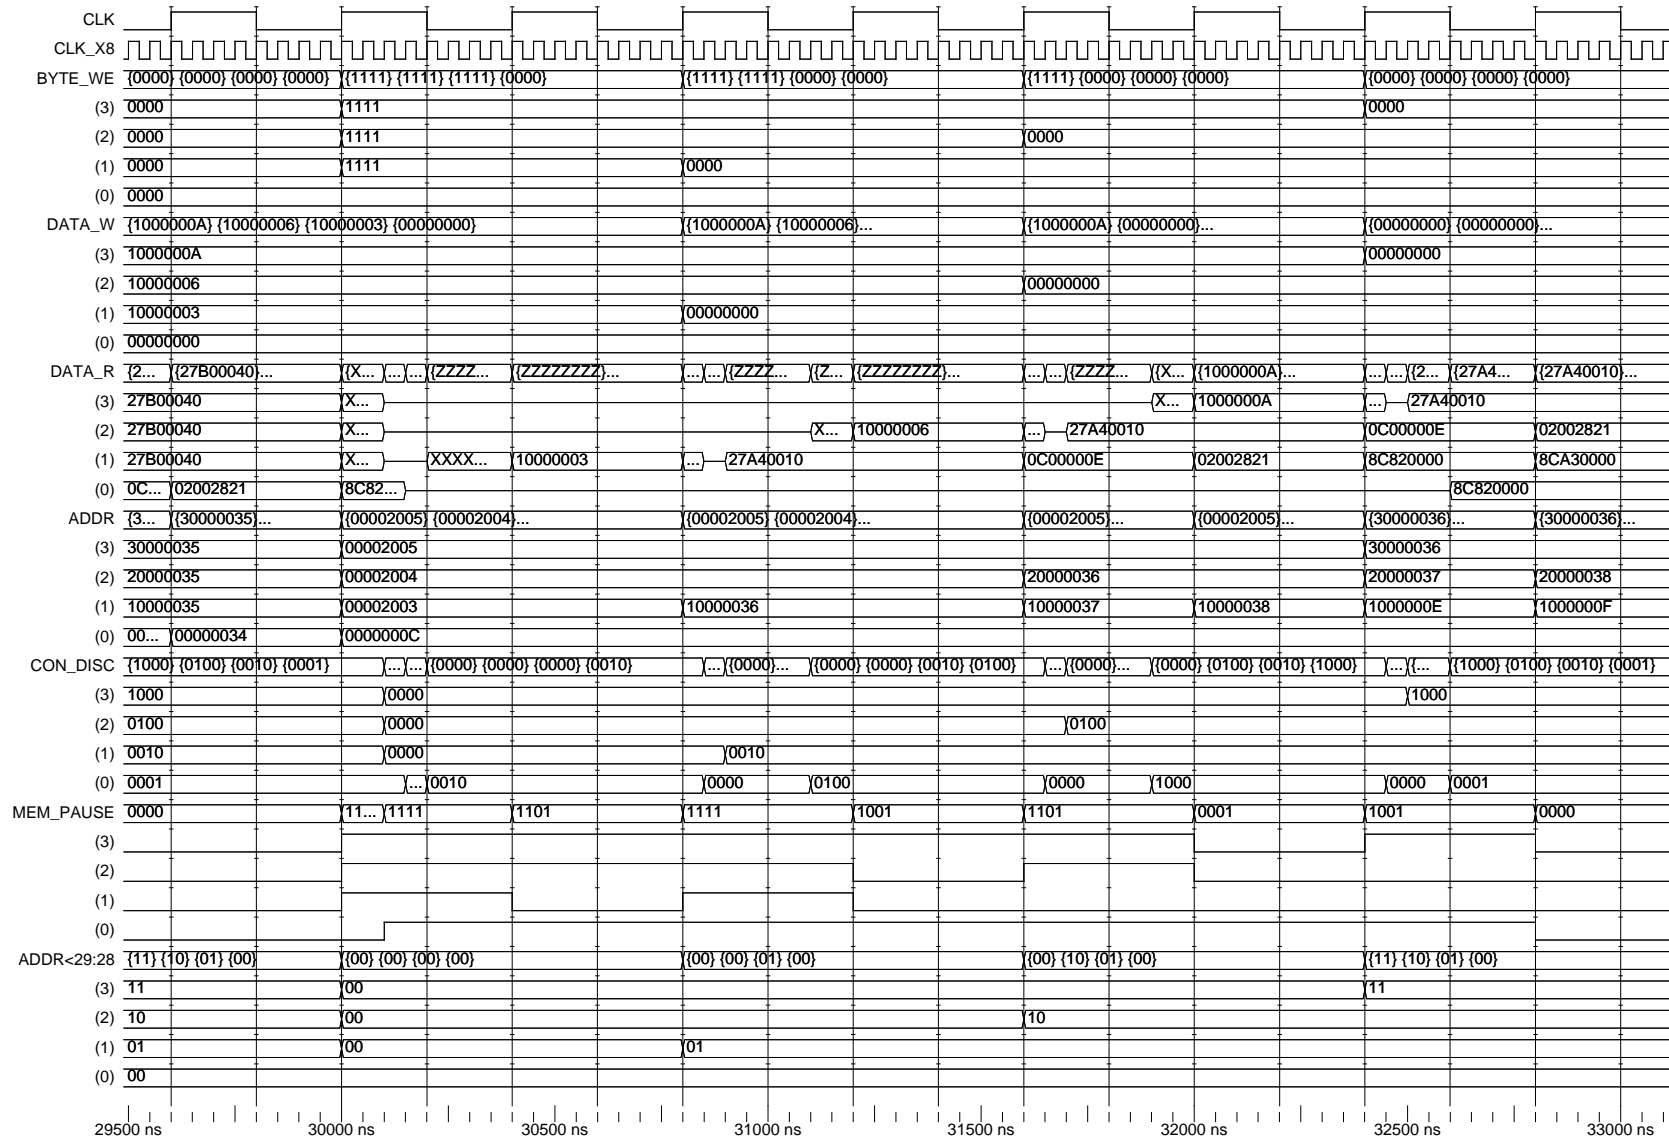 CLK
CLK_X8
BYTE_WE {0000} {0000} {0000} {0000} {1111} {1111} {1111} {0000} {1111} {1111} {0000} {0000} {1111} {0000} {0000} {0000} {0000} {0000} {0000} {0000}
(3) 0000 1111 0000
(2) 0000 1111 0000
(1) 0000 1111 0000
(0) 0000
DATA_W {1000000A} {10000006} {10000003} {00000000} {1000000A} {10000006}... {1000000A} {00000000}... {00000000} {00000000}...
(3) 1000000A 00000000
(2) 10000006 00000000
(1) 10000003 00000000
(0) 00000000
DATA_R {2... {27B00040}... {X... ... ... {ZZZZ... {ZZZZZZZZ}... ... ... {ZZZZ... {Z... {ZZZZZZZZ}... ... ... {ZZZZ... {X... {1000000A}... ... ... {2... {27A4... {27A40010}...
(3) 27B00040 X... X... 1000000A ... 27A40010
(2) 27B00040 X... X... 10000006 ... 27A40010 0C00000E 02002821
(1) 27B00040 X... XXXX... 10000003 ... 27A40010 0C00000E 02002821 8C820000 8CA30000
(0) 0C... 02002821 8C82... 8C820000
ADDR {3... {30000035}... {00002005} {00002004}... {00002005} {00002004}... {00002005}... {00002005}... {30000036}... {30000036}...
(3) 30000035 00002005 30000036
(2) 20000035 00002004 20000036 20000037 20000038
(1) 10000035 00002003 10000036 10000037 10000038 1000000E 1000000F
(0) 00... 00000034 0000000C
CON_DISC {1000} {0100} {0010} {0001} ... ... {0000} {0000} {0000} {0010} ... {0000}... {0000} {0000} {0010} {0100} ... {0000}... {0000} {0100} {0010} {1000} ... {... {1000} {0100} {0010} {0001}
(3) 1000 0000 1000
(2) 0100 0000 0100
(1) 0010 0000 0010
(0) 0001 ... 0010 0000 0100 0000 1000 0000 0001
MEM_PAUSE 0000 11... 1111 1101 1111 1001 1101 0001 1001 0000
(3)
(2)
(1)
(0)
ADDR<29:28 {11} {10} {01} {00} {00} {00} {00} {00} {00} {00} {01} {00} {00} {10} {01} {00} {11} {10} {01} {00}
(3) 11 00 11
(2) 10 00 10
(1) 01 00 01
(0) 00
29500 ns 30000 ns 30500 ns 31000 ns 31500 ns 32000 ns 32500 ns 33000 ns